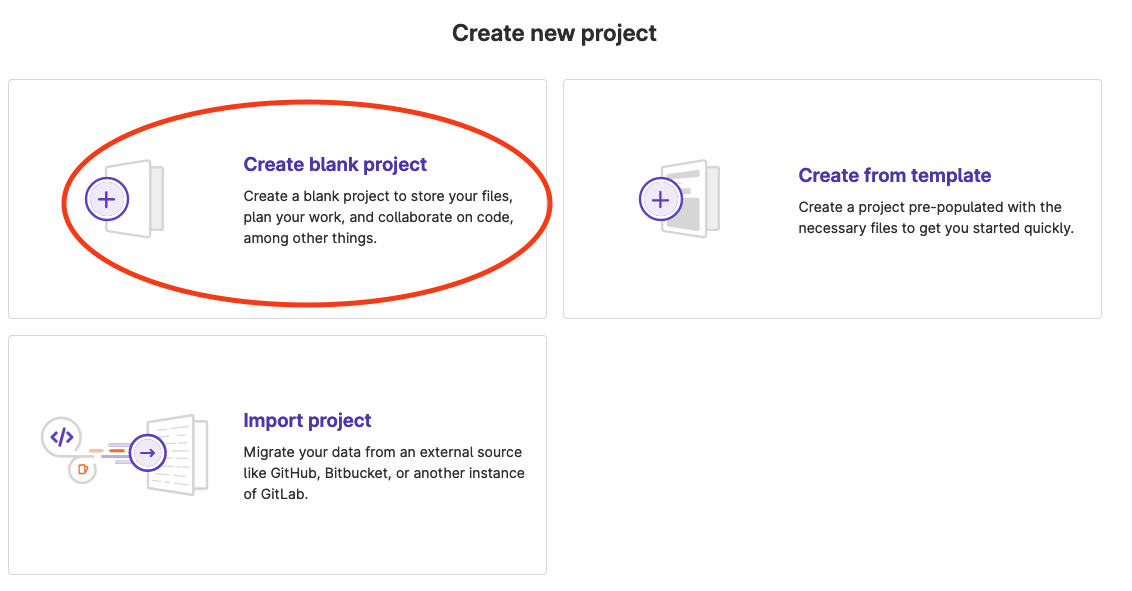 Create new project
Create blank project
Create a blank project to store your files,
plan your work, and collaborate on code,
among other things.
Create from template
Create a project pre-populated with the
necessary files to get you started quickly.
Import project
Migrate your data from an external source
like GitHub, Bitbucket, or another instance
of GitLab.